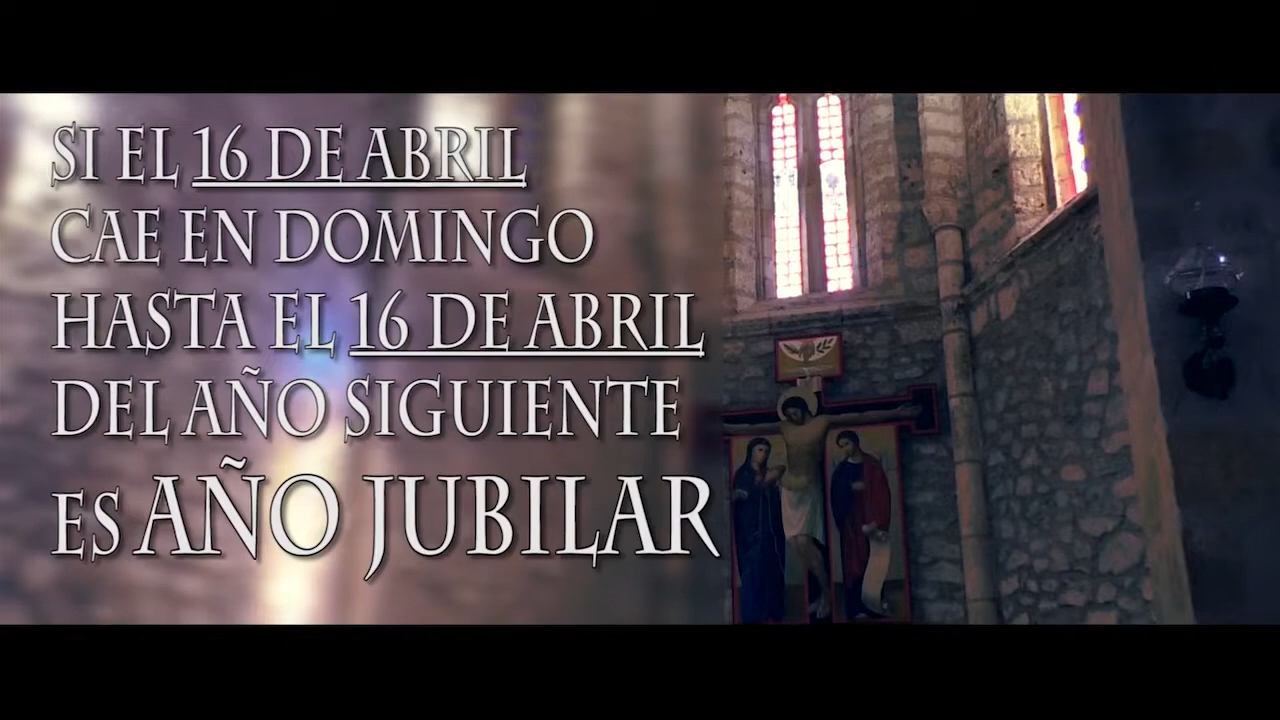 SI EL 16 DE ABRIL
CAE EN DOMINGO
HASTA EL 16 DE ABRIL
DEL AÑO SIGUIENTE
ES AÑO JUBILAR